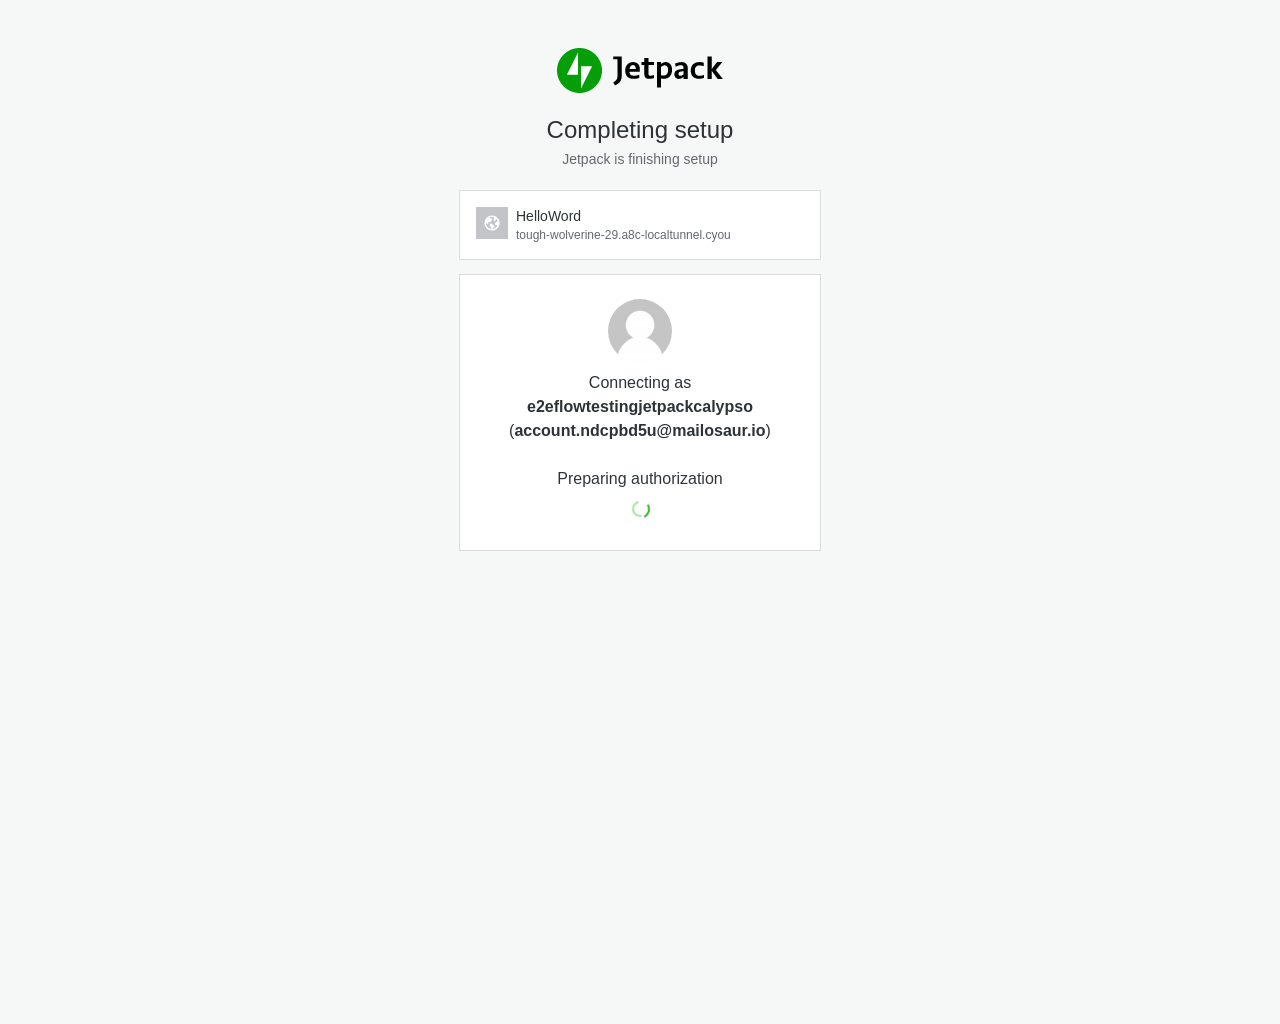 Jetpack
Completing setup
Jetpack is finishing setup
HelloWord
tough-wolverine-29.a8c-localtunnel.cyou
Connecting as
e2eflowtestingjetpackcalypso
(account.ndcpbd5u@mailosaur.io)
Preparing authorization